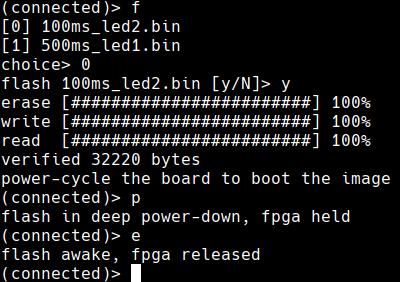 (connected)> f
[0] 100ms_led2.bin
[1] 500ms_led1.bin
choice> 0
flash 100ms_led2.bin [y/N]> y
erase [########################] 100%
write [########################] 100%
read  [########################] 100%
verified 32220 bytes
power-cycle the board to boot the image
(connected)> p
flash in deep power-down, fpga held
(connected)> e
flash awake, fpga released
(connected)>